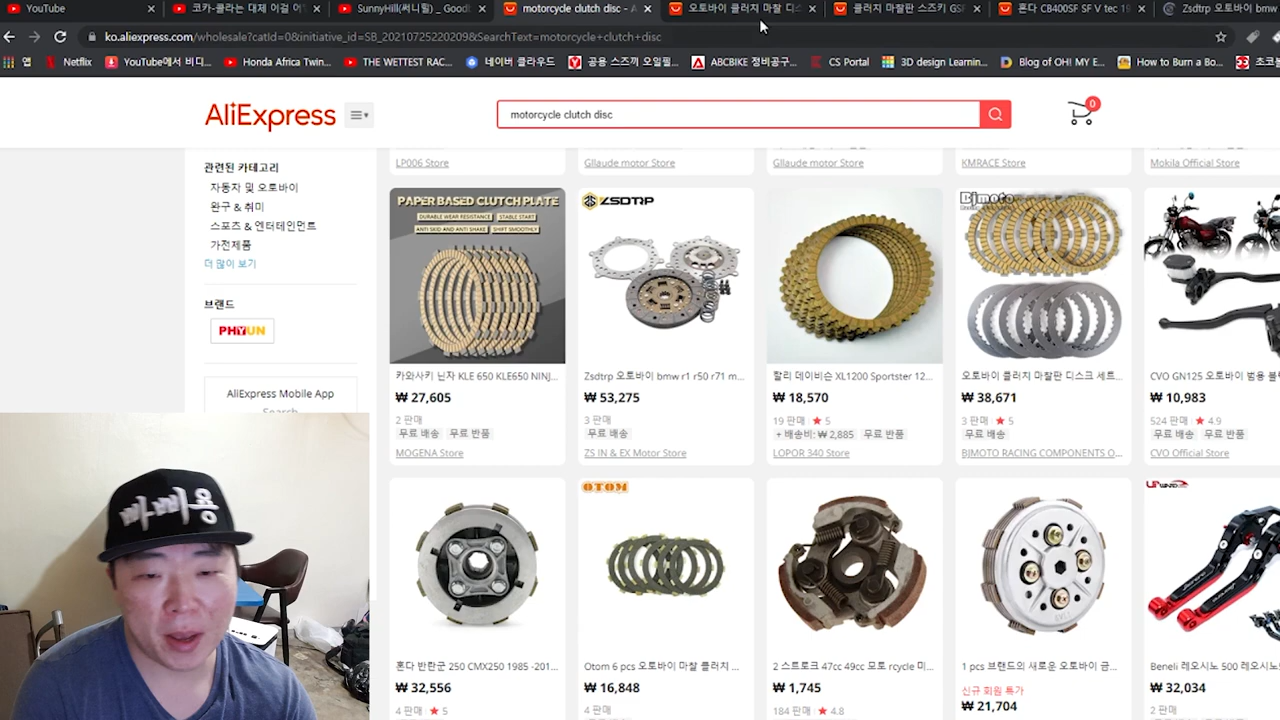 YouTube
코카-콜라는 대체 이걸 어
SunnyHill(써니힐) _ Goodb
motorcycle clutch disc - A
오토바이 클러치 마찰 디스
클러치 마찰판 스즈키 GSF
혼다 CB400SF SF V tec 19
Zsdtrp 오토바이 bmw
ko.aliexpress.com/wholesale?catId=0&initiative_id=SB_20210725220209&SearchText=motorcycle+clutch+disc
앱
Netflix
YouTube에서 비디...
Honda Africa Twin,...
THE WETTEST RAC...
네이버 클라우드
공용 스즈끼 오일필...
ABCBIKE 정비공구...
CS Portal
3D design Learnin...
Blog of OH! MY E...
How to Burn a Bo...
초코볼
AliExpress
motorcycle clutch disc
0
관련된 카테고리
자동차 및 오토바이
완구 & 취미
스포츠 & 엔터테인먼트
가전제품
더 많이 보기
브랜드
PHYUN
AliExpress Mobile App
Search
LP006 Store
Gllaude motor Store
Gllaude motor Store
KMRACE Store
Mokila Official Store
PAPER BASED CLUTCH PLATE
DURABLE WEAR RESISTANCE
STABLE START
ANTI SKID AND ANTI SHAKE
SHIFT SMOOTHLY
ZSDTRP
Bjmoto
카와사키 닌자 KLE 650 KLE650 NINJ...
₩ 27,605
2 판매
무료 배송 무료 반품
MOGENA Store
Zsdtrp 오토바이 bmw r1 r50 r71 m...
₩ 53,275
3 판매
무료 배송
ZS IN & EX Motor Store
할리 데이비슨 XL1200 Sportster 12...
₩ 18,570
19 판매 ★ 5
+ 배송비: ₩ 2,885 무료 반품
LOPOR 340 Store
오토바이 클러치 마찰판 디스크 세트...
₩ 38,671
3 판매 ★ 5
무료 배송
BJMOTO RACING COMPONENTS O...
CVO GN125 오토바이 범용 블
₩ 10,983
524 판매 ★ 4.9
무료 배송 무료 반품
CVO Official Store
OTOM
혼다 반란군 250 CMX250 1985 -201...
₩ 32,556
4 판매 ★ 5
Otom 6 pcs 오토바이 마찰 클러치 ...
₩ 16,848
4 판매
2 스트로크 47cc 49cc 모토 rcycle 미...
₩ 1,745
184 판매 ★ 4.8
1 pcs 브랜드의 새로운 오토바이 금...
신규 회원 특가
₩ 21,704
Beneli 레오시노 500 레오시노
₩ 32,034
2 판매